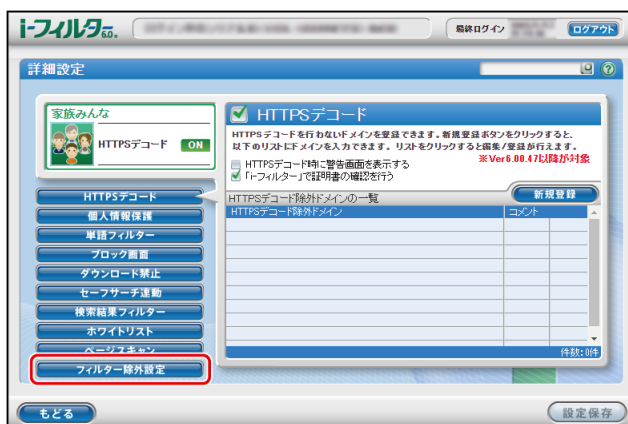 i-フィルタ6.0.
最終ログイン
ログアウト
詳細設定
家族みんな
HTTPSデコード ON
HTTPSデコード
個人情報保護
単語フィルター
ブロック画面
ダウンロード禁止
セーフサーチ連動
検索結果フィルター
ホワイトリスト
ページスキャン
フィルター除外設定
HTTPSデコード
HTTPSデコードを行わないドメインを登録できます。新規登録ボタンをクリックすると、
以下のリストにドメインを入力できます。リストをクリックすると編集/登録が行えます。
HTTPSデコード時に警告画面を表示する
※Ver6.00.47以降が対象
「i-フィルター」で証明書の確認を行う
HTTPSデコード除外ドメインの一覧
新規登録
HTTPSデコード除外ドメイン コメント
件数:0件
もどる
設定保存